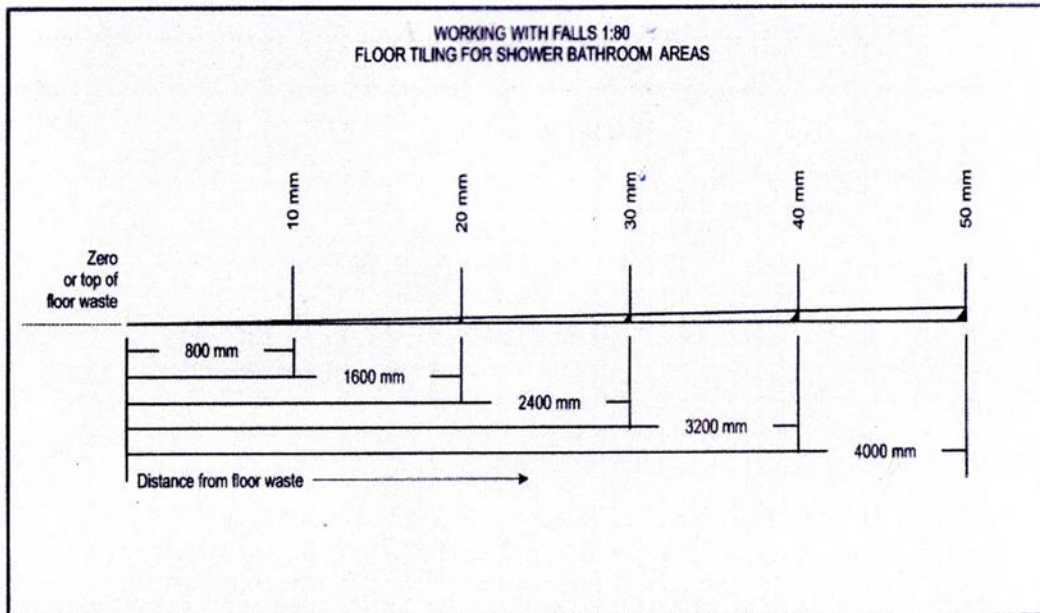 WORKING WITH FALLS 1:80
FLOOR TILING FOR SHOWER BATHROOM AREAS
10 mm
20 mm
30 mm
40 mm
50 mm
Zero
or top of
floor waste
800 mm
1600 mm
2400 mm
3200 mm
4000 mm
Distance from floor waste